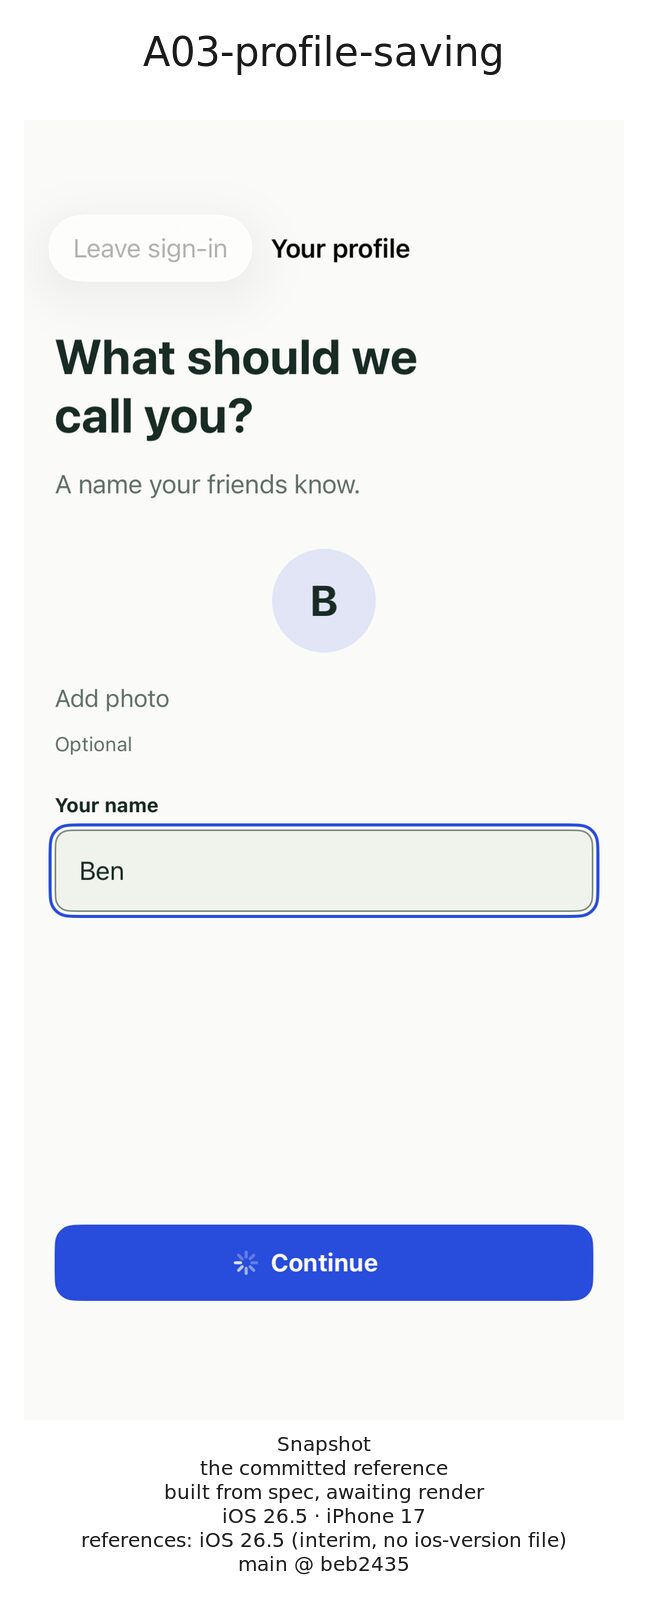 A03-profile-saving
Leave sign-in Your profile
What should we
call you?
A name your friends know.
B
Add photo
Optional
Your name
Ben
Continue
Snapshot
the committed reference
built from spec, awaiting render
iOS 26.5 · iPhone 17
references: iOS 26.5 (interim, no ios-version file)
main @ beb2435